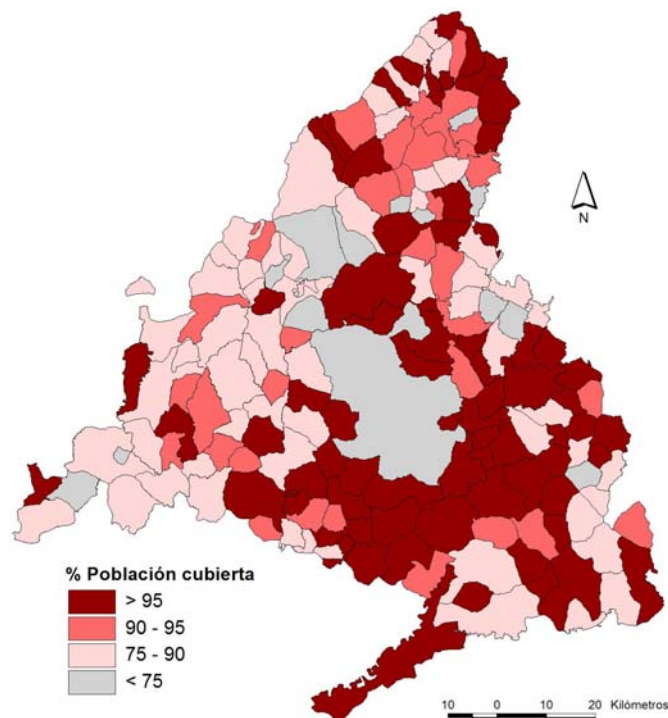 N
% Población cubierta
> 95
90 - 95
75 - 90
< 75
10 0 10 20 Kilómetros